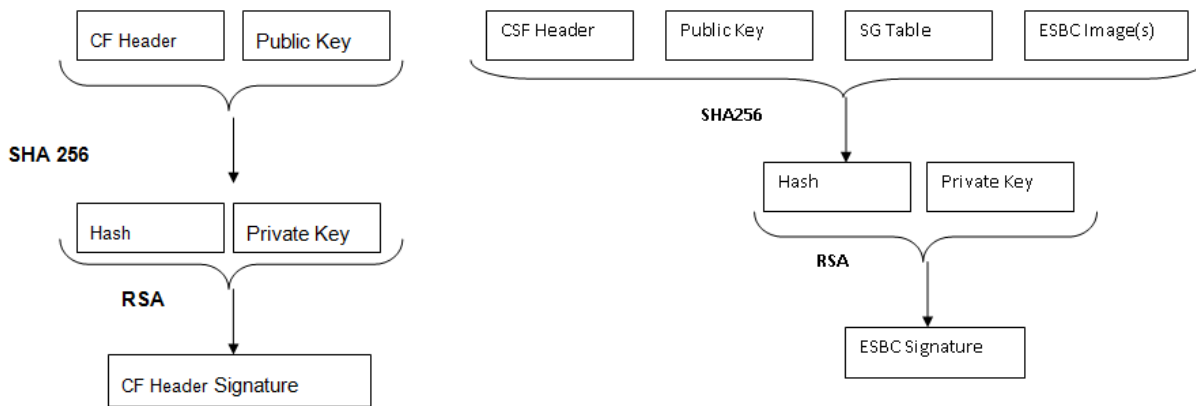 CF Header
Public Key
SHA 256
Hash
Private Key
RSA
CF Header Signature
CSF Header
Public Key
SG Table
ESBC Image(s)
SHA256
Hash
Private Key
RSA
ESBC Signature